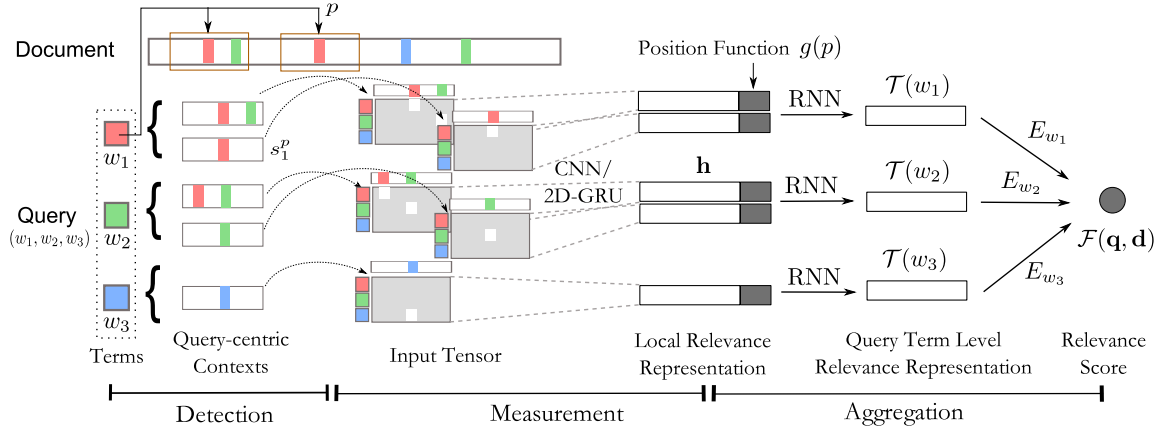 p
Document
Position Function g(p)
w₁
s₁ᵖ
RNN
𝒯(w₁)
E_w₁
CNN/
2D-GRU
h
Query
(w₁, w₂, w₃)
w₂
RNN
𝒯(w₂)
E_w₂
ℱ(q, d)
w₃
RNN
𝒯(w₃)
E_w₃
Terms
Query-centric
Contexts
Input Tensor
Local Relevance
Representation
Query Term Level
Relevance Representation
Relevance
Score
Detection
Measurement
Aggregation